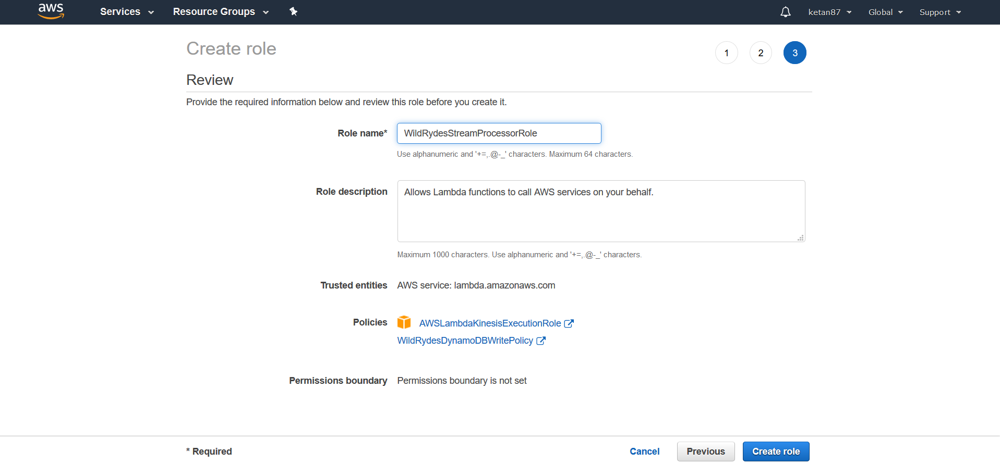 aws Services Resource Groups ketan87 Global Support
Create role 1 2 3
Review
Provide the required information below and review this role before you create it.
Role name* WildRydesStreamProcessorRole
Use alphanumeric and '+=,.@-_' characters. Maximum 64 characters.
Role description Allows Lambda functions to call AWS services on your behalf.
Maximum 1000 characters. Use alphanumeric and '+=,.@-_' characters.
Trusted entities AWS service: lambda.amazonaws.com
Policies AWSLambdaKinesisExecutionRole
WildRydesDynamoDBWritePolicy
Permissions boundary Permissions boundary is not set
* Required Cancel Previous Create role